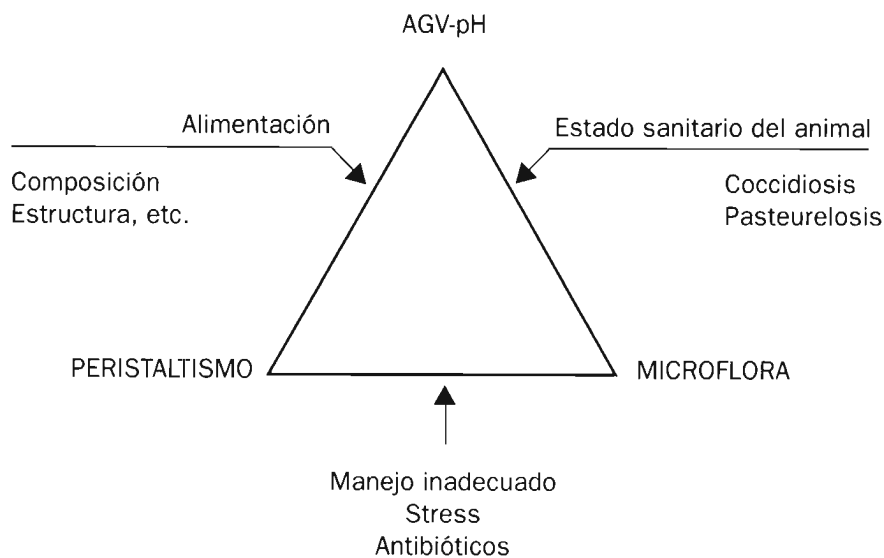 AGV-pH
Alimentación
Estado sanitario del animal
Composición
Estructura, etc.
Coccidiosis
Pasteurelosis
PERISTALTISMO
MICROFLORA
Manejo inadecuado
Stress
Antibióticos